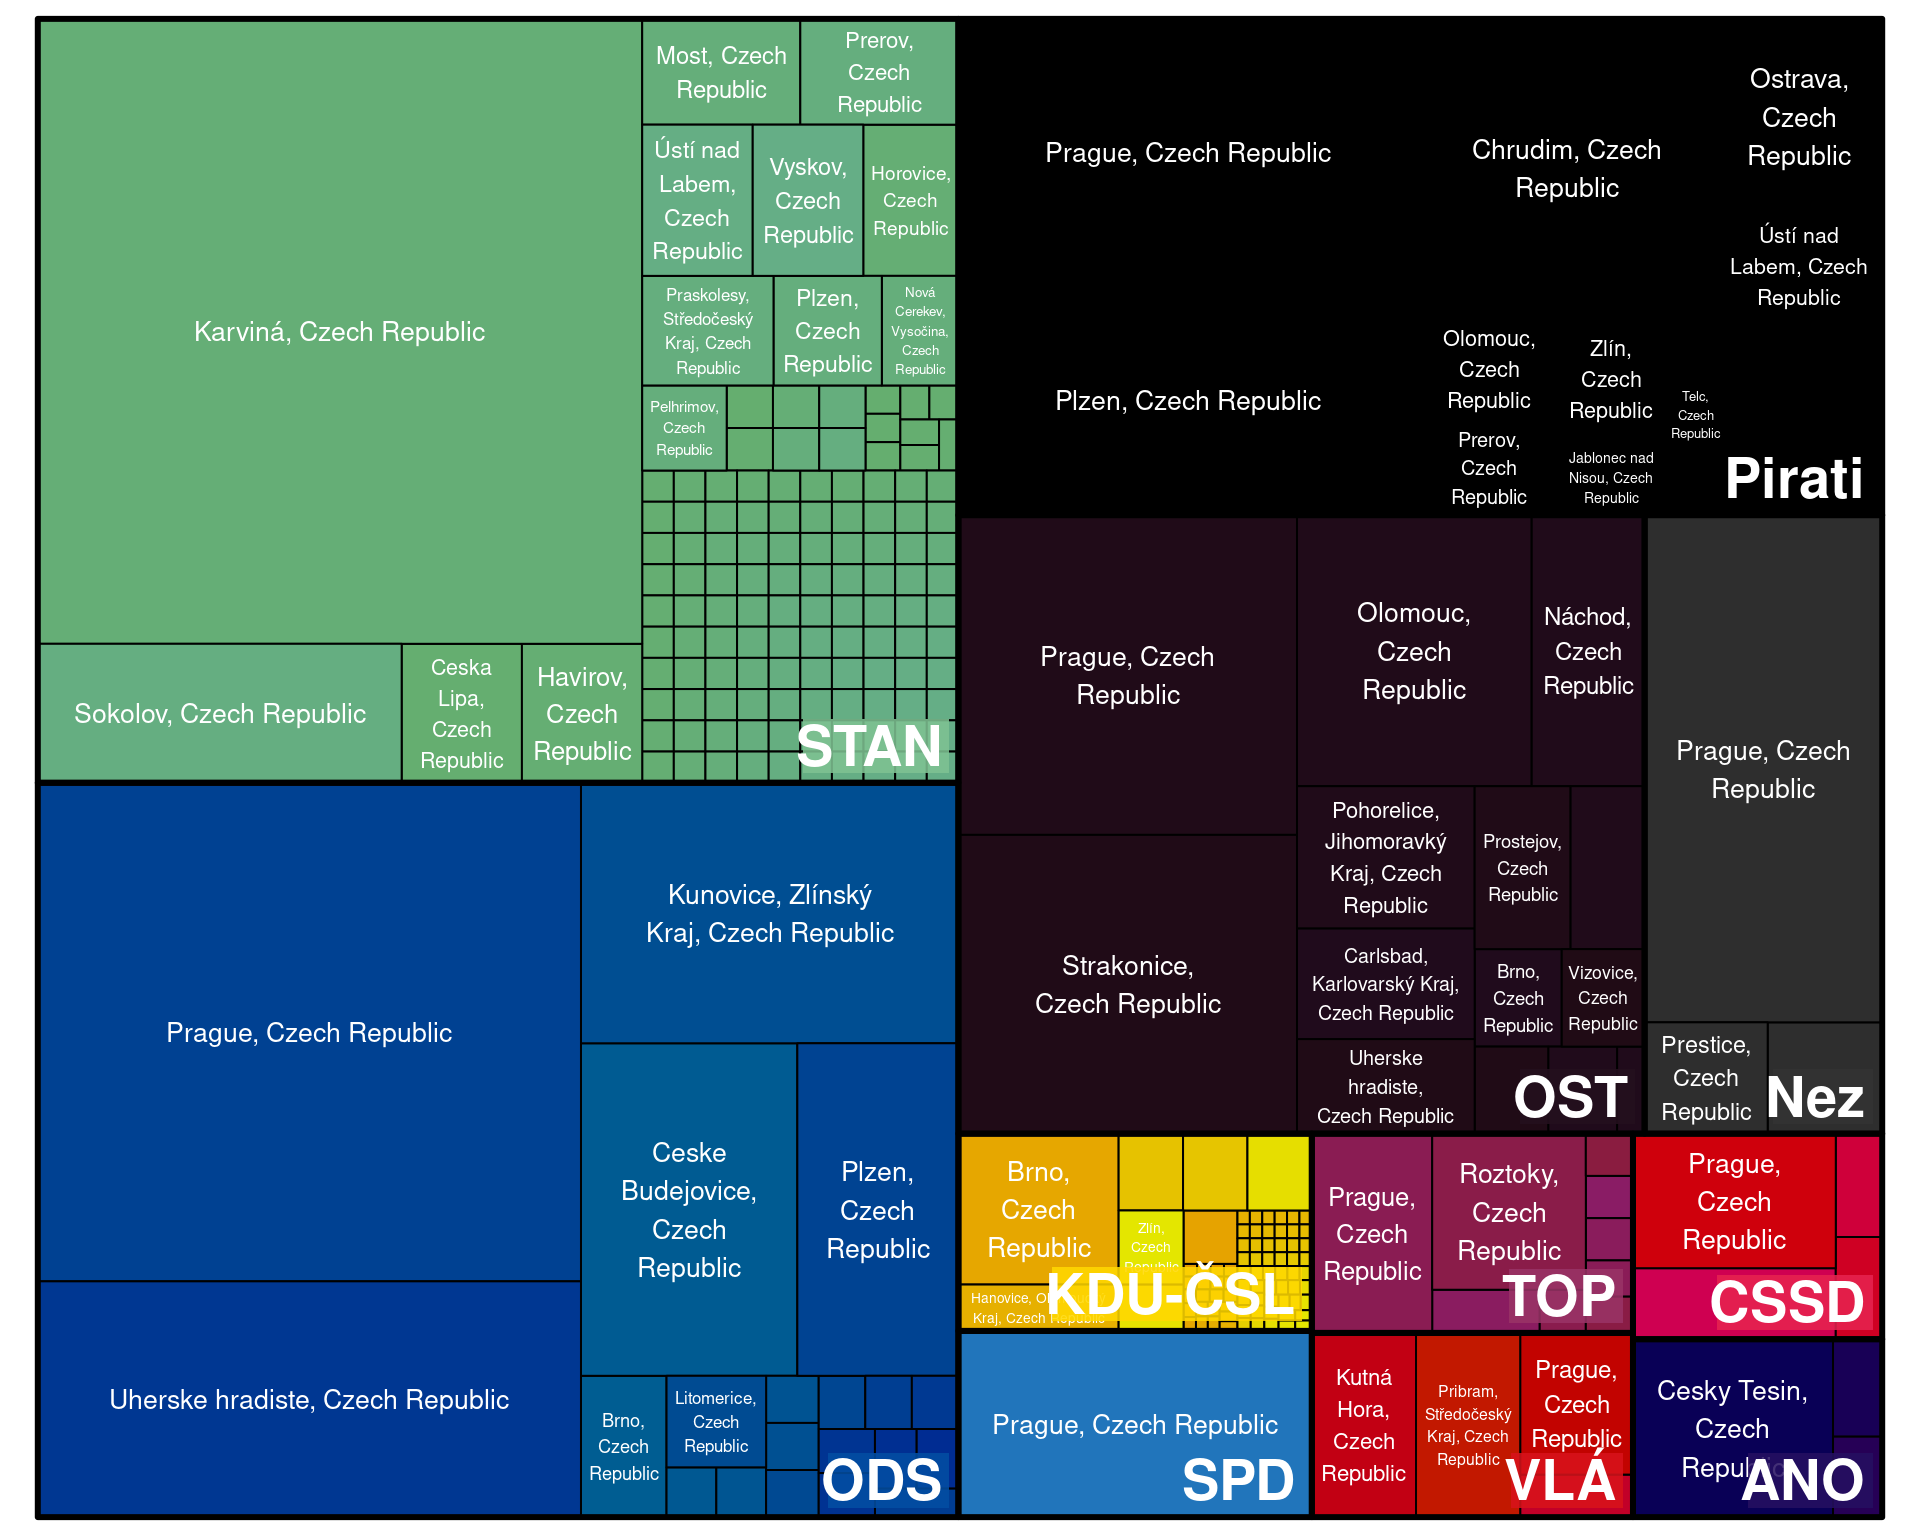 Karviná, Czech Republic
Sokolov, Czech Republic
Ceska
Lipa,
Czech
Republic
Havirov,
Czech
Republic
Most, Czech
Republic
Prerov,
Czech
Republic
Ústí nad
Labem,
Czech
Republic
Vyskov,
Czech
Republic
Horovice,
Czech
Republic
Praskolesy,
Středočeský
Kraj, Czech
Republic
Plzen,
Czech
Republic
Nová
Cerekev,
Vysočina,
Czech
Republic
Pelhrimov,
Czech
Republic
STAN
Prague, Czech Republic
Chrudim, Czech
Republic
Ostrava,
Czech
Republic
Ústí nad
Labem, Czech
Republic
Plzen, Czech Republic
Olomouc,
Czech
Republic
Zlín,
Czech
Republic
Telc,
Czech
Republic
Prerov,
Czech
Republic
Jablonec nad
Nisou, Czech
Republic
Pirati
Prague, Czech
Republic
Strakonice,
Czech Republic
Olomouc,
Czech
Republic
Náchod,
Czech
Republic
Pohorelice,
Jihomoravký
Kraj, Czech
Republic
Prostejov,
Czech
Republic
Carlsbad,
Karlovarský Kraj,
Czech Republic
Brno,
Czech
Republic
Vizovice,
Czech
Republic
Uherske
hradiste,
Czech Republic
OST
Prague, Czech
Republic
Prestice,
Czech
Republic
Nez
Prague, Czech Republic
Uherske hradiste, Czech Republic
Kunovice, Zlínský
Kraj, Czech Republic
Ceske
Budejovice,
Czech
Republic
Plzen,
Czech
Republic
Brno,
Czech
Republic
Litomerice,
Czech
Republic
ODS
Brno,
Czech
Republic
Zlín,
Czech
Republic
Hanovice,
Kraj, Czech Republic
KDU-ČSL
Prague,
Czech
Republic
Roztoky,
Czech
Republic
TOP
Prague,
Czech
Republic
CSSD
Prague, Czech Republic
SPD
Kutná
Hora,
Czech
Republic
Pribram,
Středočeský
Kraj, Czech
Republic
Prague,
Czech
Republic
VLÁ
Cesky Tesin,
Czech
Republic
ANO